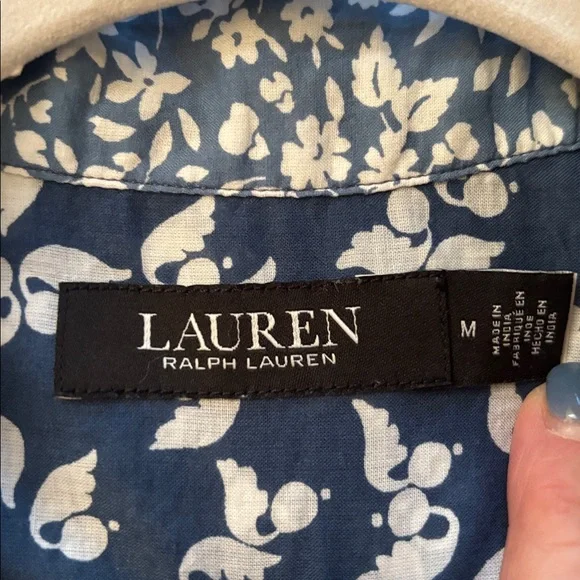 LAUREN
RALPH LAUREN
M
MADE IN
INDIA
FABRIQUÉ EN
INDE
HECHO EN
INDIA